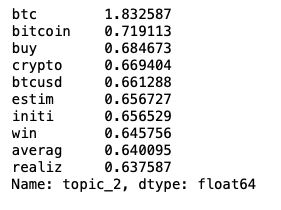 btc 1.832587
bitcoin 0.719113
buy 0.684673
crypto 0.669404
btcusd 0.661288
estim 0.656727
initi 0.656529
win 0.645756
averag 0.640095
realiz 0.637587
Name: topic_2, dtype: float64